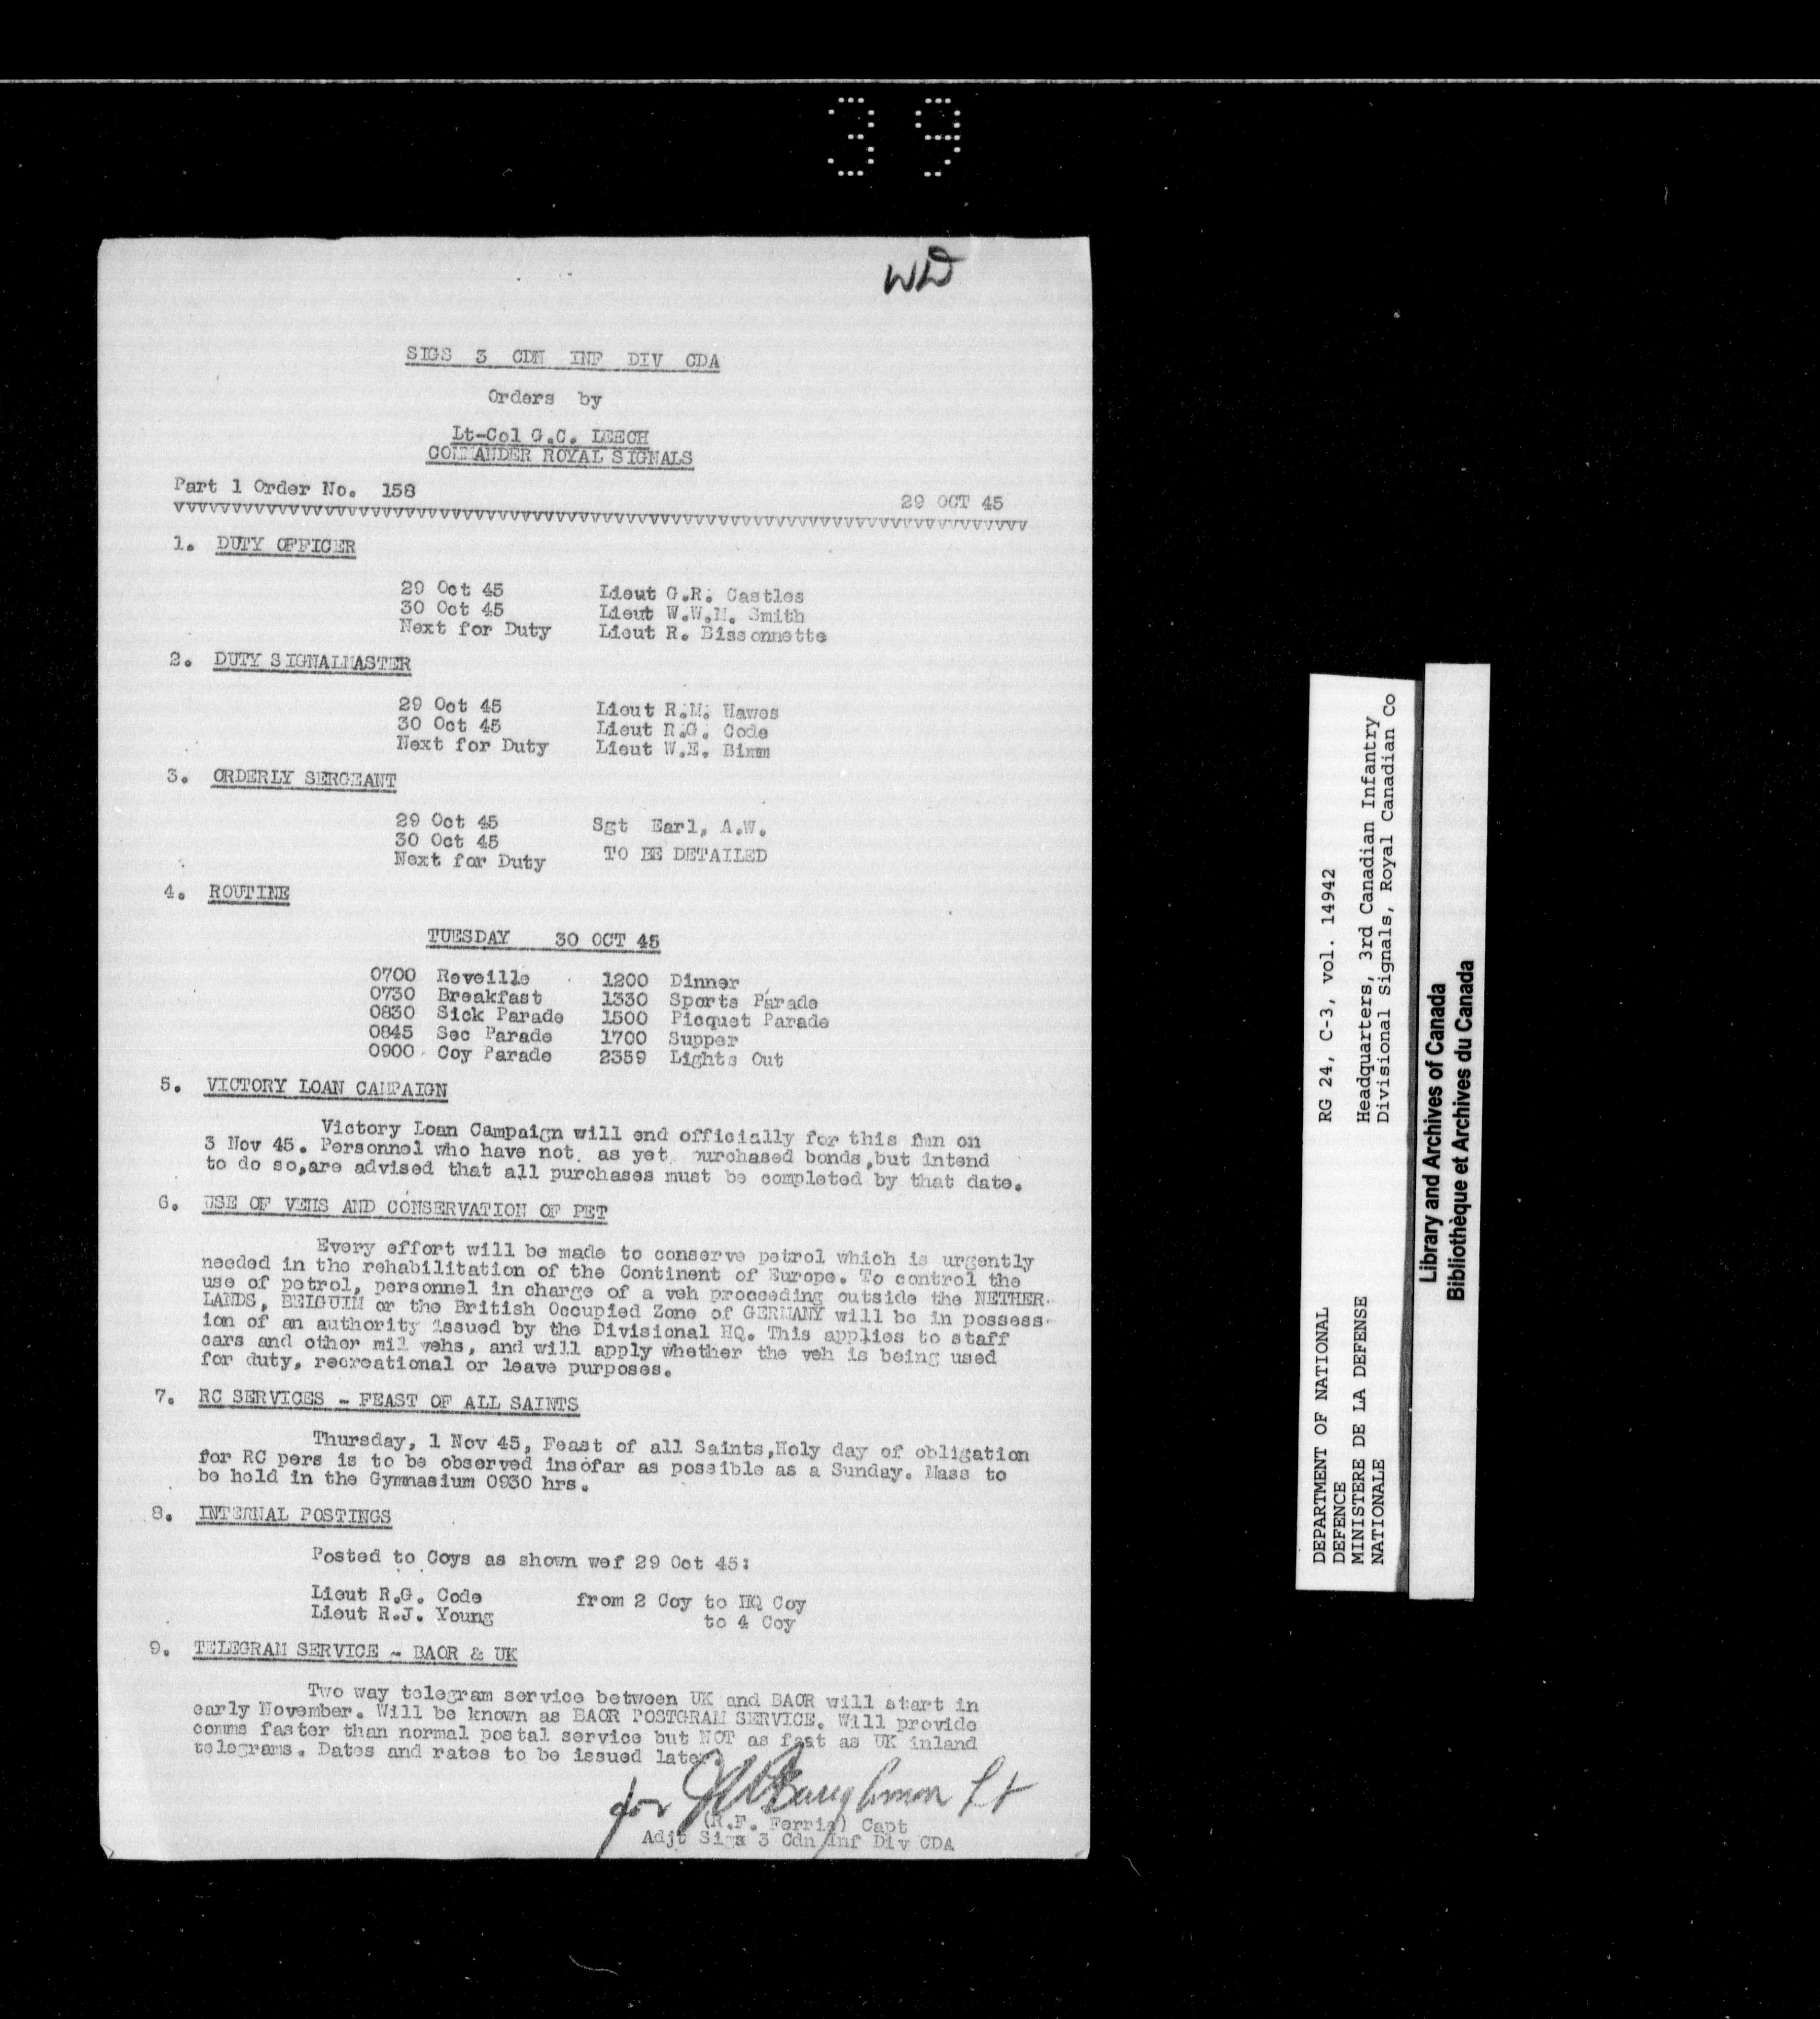 39
WD
SIGS 3 CDN INF DIV CDA
Orders by
Lt-Col G.C. LEECH
COMMANDER ROYAL SIGNALS
Part 1 Order No. 158
29 OCT 45
VVVVVVVVVVVVVVVVVVVVVVVVVVVVVVVVVVVVVVVVVVVVVVVVVVVVVVVVVVVVVVVVVVVVVVVV
1. DUTY OFFICER
29 Oct 45 Lieut G.R. Castles
30 Oct 45 Lieut W.W.M. Smith
Next for Duty Lieut R. Bissonnette
2. DUTY SIGNALMASTER
29 Oct 45 Lieut R.M. Hawes
30 Oct 45 Lieut R.G. Code
Next for Duty Lieut W.E. Bimm
3. ORDERLY SERGEANT
29 Oct 45 Sgt Earl, A.W.
30 Oct 45
Next for Duty TO BE DETAILED
4. ROUTINE
TUESDAY 30 OCT 45
0700 Reveille 1200 Dinner
0730 Breakfast 1330 Sports Parade
0830 Sick Parade 1500 Picquet Parade
0845 Sec Parade 1700 Supper
0900 Coy Parade 2359 Lights Out
5. VICTORY LOAN CAMPAIGN
Victory Loan Campaign will end officially for this fmn on
3 Nov 45. Personnel who have not as yet purchased bonds,but intend
to do so,are advised that all purchases must be completed by that date.
6. USE OF VEHS AND CONSERVATION OF PET
Every effort will be made to conserve petrol which is urgently
needed in the rehabilitation of the Continent of Europe. To control the
use of petrol, personnel in charge of a veh proceeding outside the NETHER-
LANDS, BELGUIM or the British Occupied Zone of GERMANY will be in possess-
ion of an authority issued by the Divisional HQ. This applies to staff
cars and other mil vehs, and will apply whether the veh is being used
for duty, recreational or leave purposes.
7. RC SERVICES - FEAST OF ALL SAINTS
Thursday, 1 Nov 45, Feast of all Saints,Holy day of obligation
for RC pers is to be observed insofar as possible as a Sunday. Mass to
be held in the Gymnasium 0930 hrs.
8. INTERNAL POSTINGS
Posted to Coys as shown wef 29 Oct 45:
Lieut R.G. Code from 2 Coy to HQ Coy
Lieut R.J. Young to 4 Coy
9. TELEGRAM SERVICE - BAOR & UK
Two way telegram service between UK and BAOR will start in
early November. Will be known as BAOR POSTGRAM SERVICE. Will provide
comms faster than normal postal service but NOT as fast as UK inland
telegrams. Dates and rates to be issued later.
for Lt
(R.F. Ferris) Capt
Adjt Sigs 3 Cdn Inf Div CDA
DEPARTMENT OF NATIONAL
DEFENCE
MINISTERE DE LA DEFENSE
NATIONALE
RG 24, C-3, vol. 14942
Headquarters, 3rd Canadian Infantry
Divisional Signals, Royal Canadian Co
Library and Archives of Canada
Bibliothèque et Archives du Canada